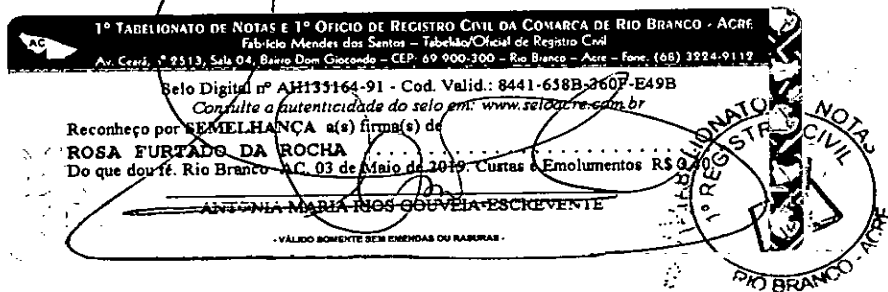 1º TABELIONATO DE NOTAS E 1º OFICIO DE REGISTRO CIVIL DA COMARCA DE RIO BRANCO - ACRE
Fabrício Mendes dos Santos – Tabelião/Oficial de Registro Civil
AC
Av. Ceará, º 2513, Sala 04, Bairro Dom Giocondo – CEP: 69 900-300 – Rio Branco – Acre – Fone. (68) 3224-9112
Selo Digital nº AH135164-91 - Cod. Valid.: 8441-658B-360F-E49B
Consulte a autenticidade do selo em: www.seloacre.com.br
Reconheço por SEMELHANÇA a(s) firma(s) de
ROSA FURTADO DA ROCHA
Do que dou fé. Rio Branco-AC, 03 de Maio de 2019. Custas e Emolumentos R$
ANTONIA MARIA RIOS GOUVEIA-ESCREVENTE
- VÁLIDO SOMENTE SEM EMENDAS OU RASURAS -
TABELIONATO NOTAS
1º REGISTR CIVIL
RIO BRANCO - ACRE